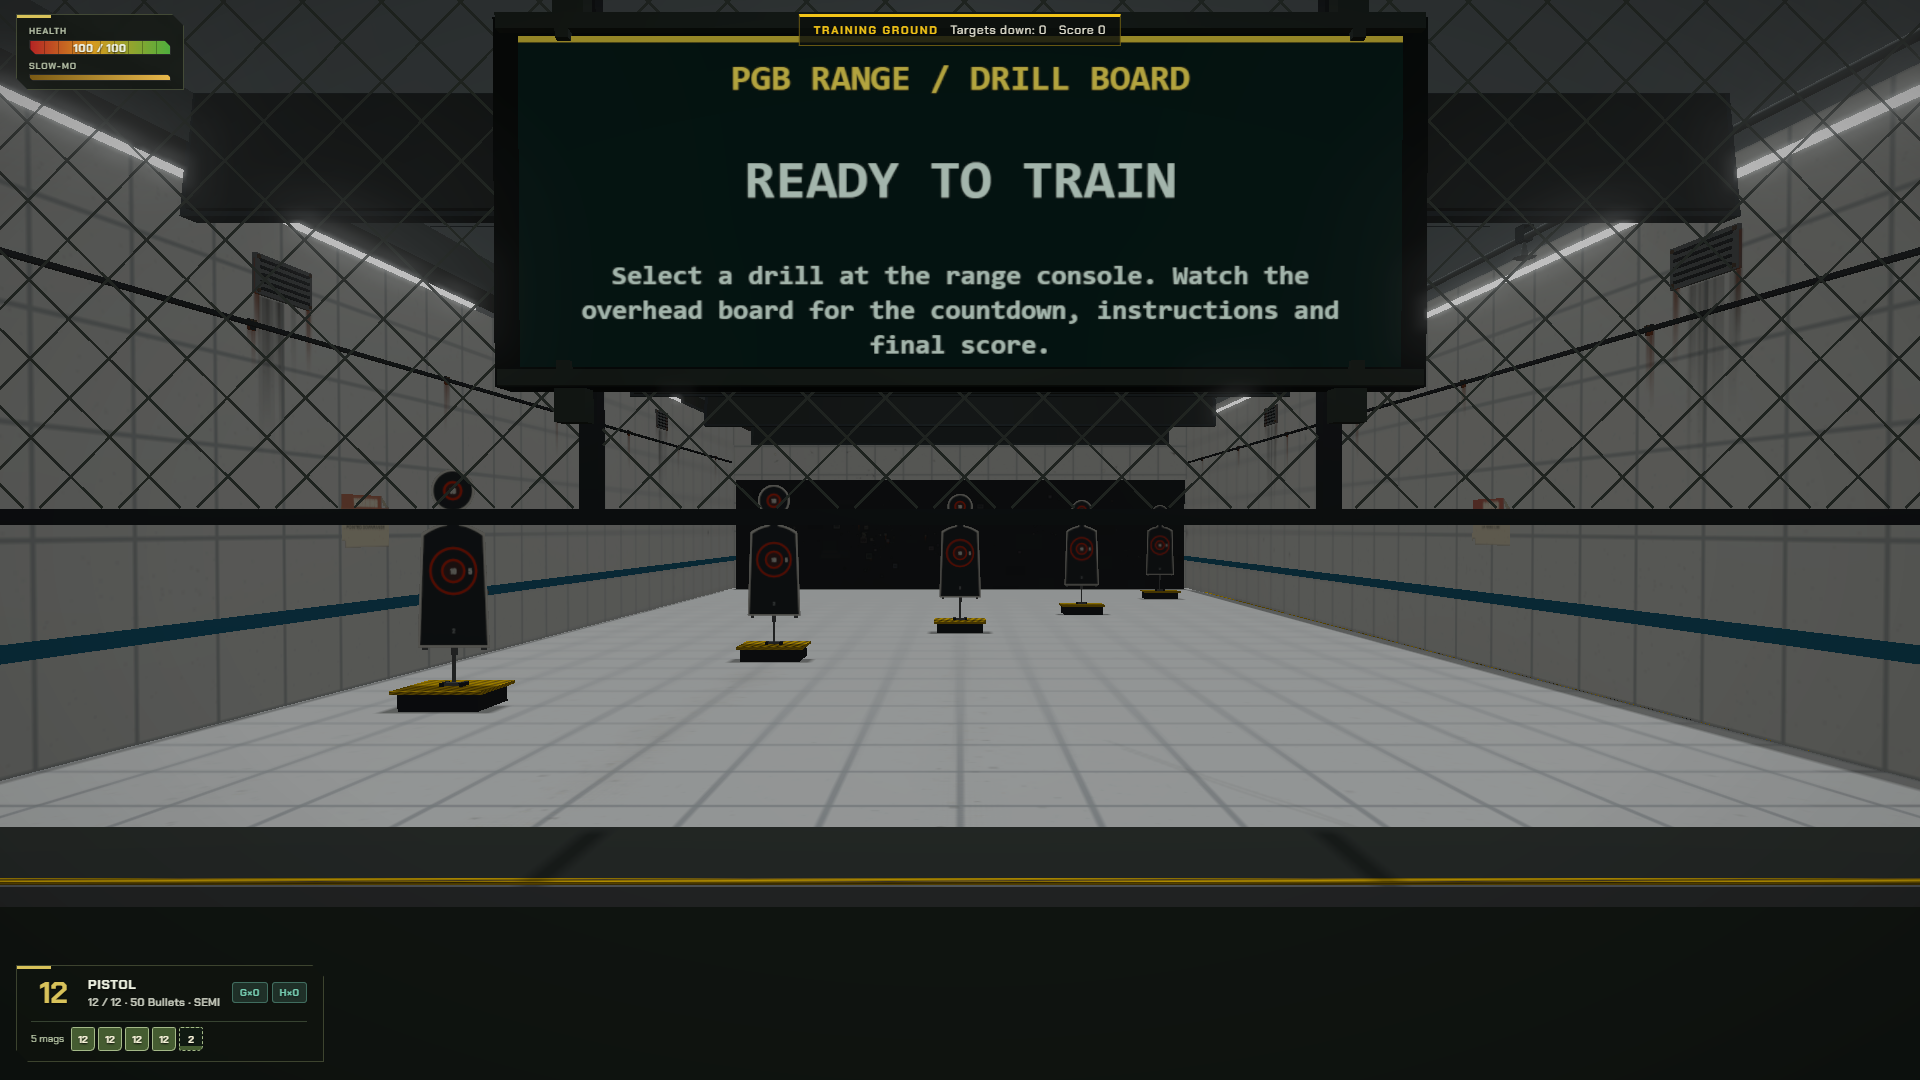 HEALTH
100 / 100
SLOW-MO
TRAINING GROUND Targets down: 0 Score 0
PGB RANGE / DRILL BOARD
READY TO TRAIN
Select a drill at the range console. Watch the
overhead board for the countdown, instructions and
final score.
12 PISTOL
12 / 12 · 50 Bullets · SEMI
G×0 H×0
5 mags 12 12 12 12 2